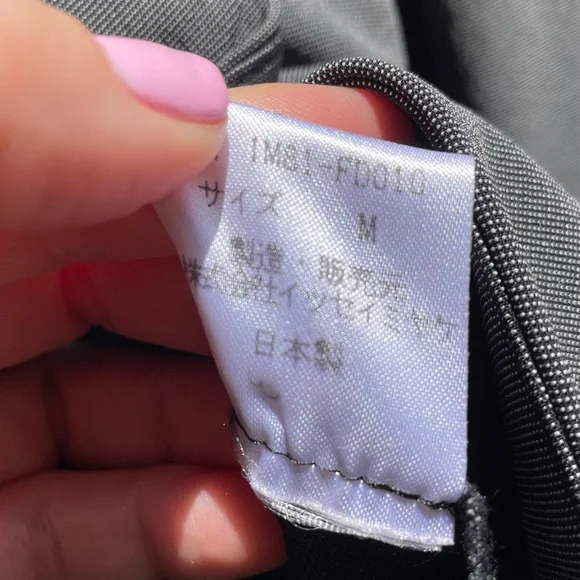 IM81-FD010
サイズ M
製造・販売元
株式会社イッセイミヤケ
日本製